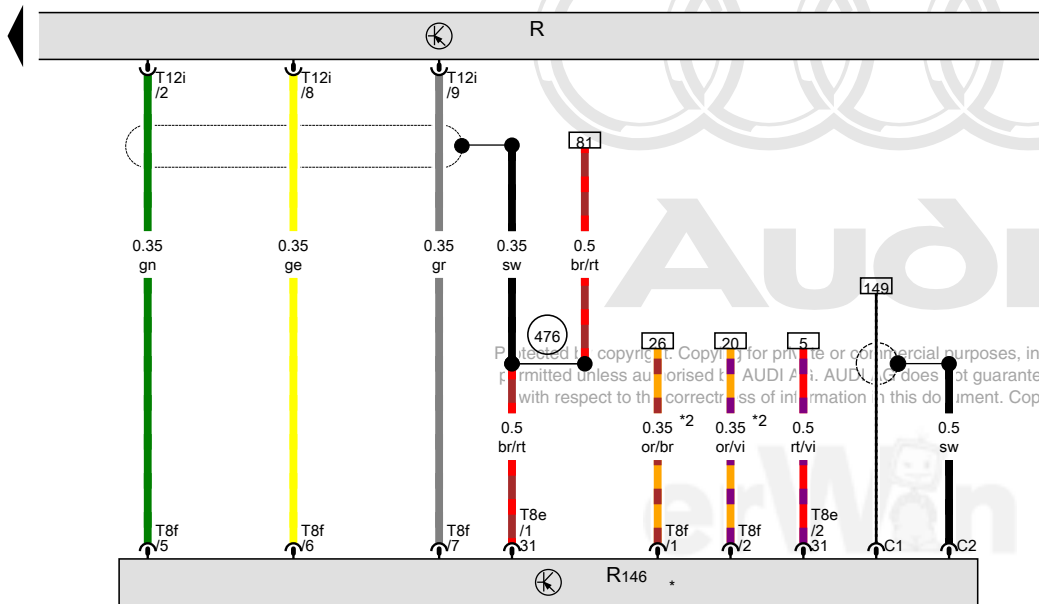 R
T12i
/2
T12i
/8
T12i
/9
81
0.35
gn
0.35
ge
0.35
gr
0.35
sw
0.5
br/rt
149
Audi
476
26
20
5
Protected by copyright. Copying for private or commercial purposes, in
permitted unless authorised by AUDI AG. AUDI AG does not guarante
with respect to the correctness of information in this document. Cop
0.5
br/rt
0.35 *2
or/br
0.35 *2
or/vi
0.5
rt/vi
0.5
sw
erWin
T8f
/5
T8f
/6
T8f
/7
T8e
/1
31
T8f
/1
T8f
/2
T8e
/2
31
C1
C2
R146 *